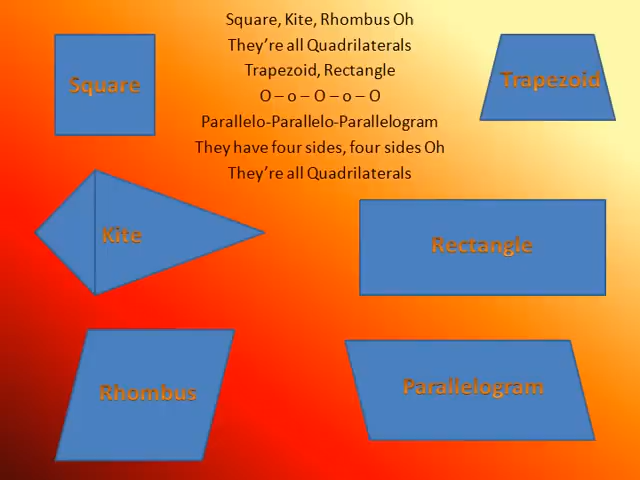 Square, Kite, Rhombus Oh
They’re all Quadrilaterals
Trapezoid, Rectangle
O – o – O – o – O
Parallelo-Parallelo-Parallelogram
They have four sides, four sides Oh
They’re all Quadrilaterals
Square
Trapezoid
Kite
Rectangle
Rhombus
Parallelogram